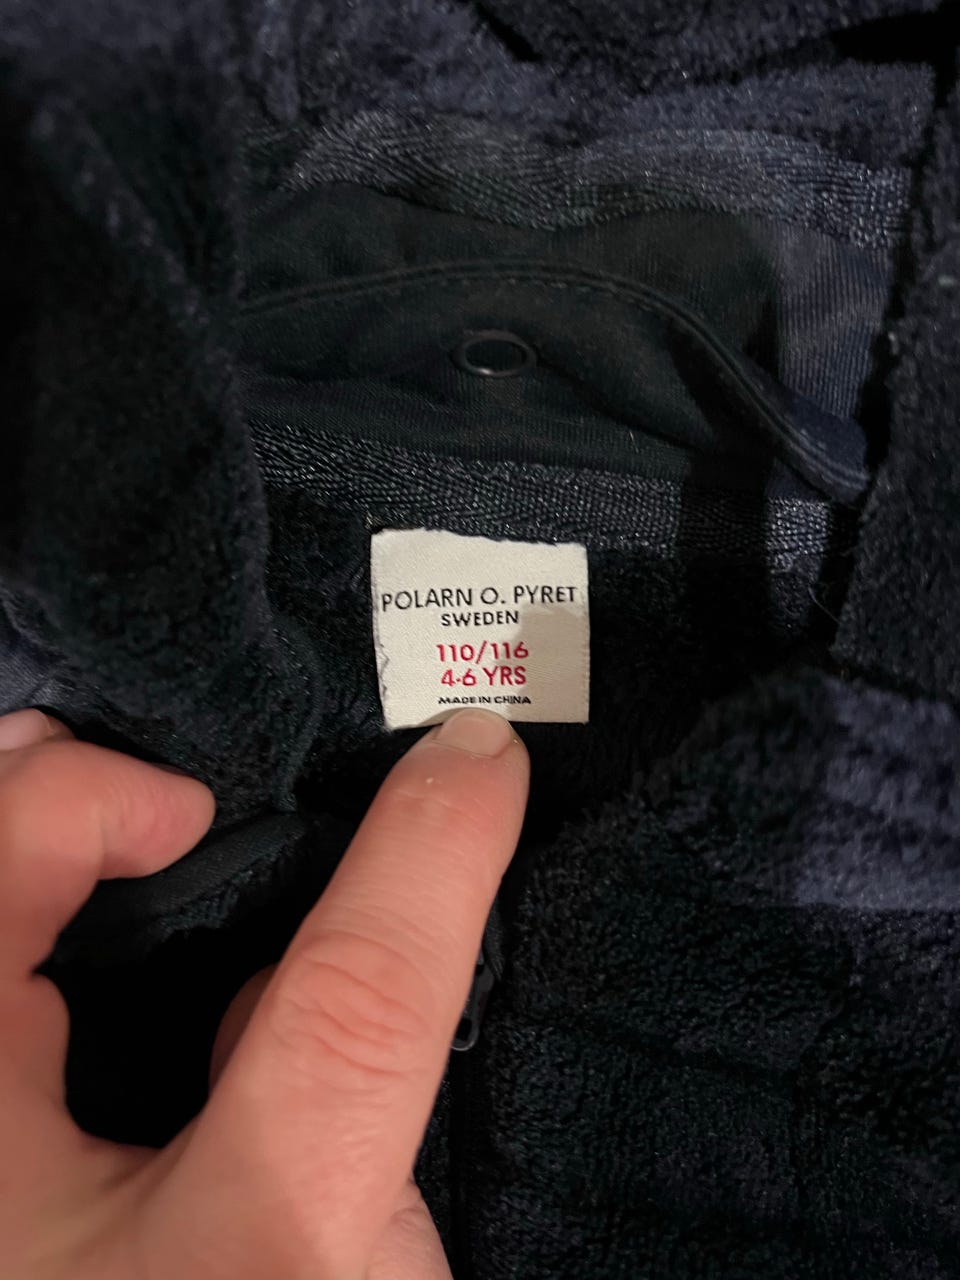 POLARN O. PYRET
SWEDEN
110/116
4-6 YRS
MADE IN CHINA